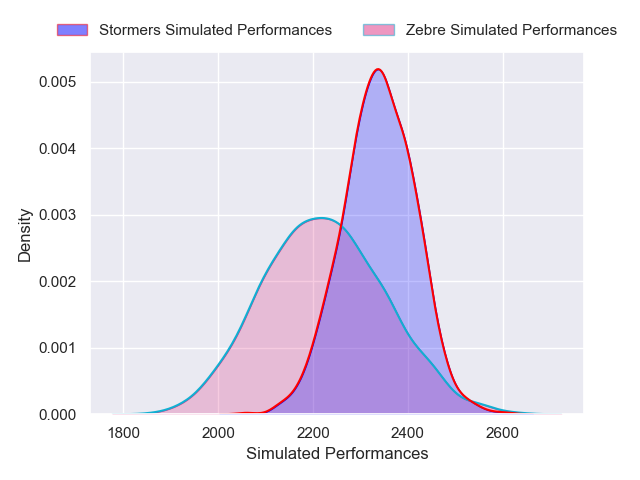 Stormers Simulated Performances Zebre Simulated Performances
0.005
0.004
0.003
0.002
0.001
0.000
Density
1800 2000 2200 2400 2600
Simulated Performances